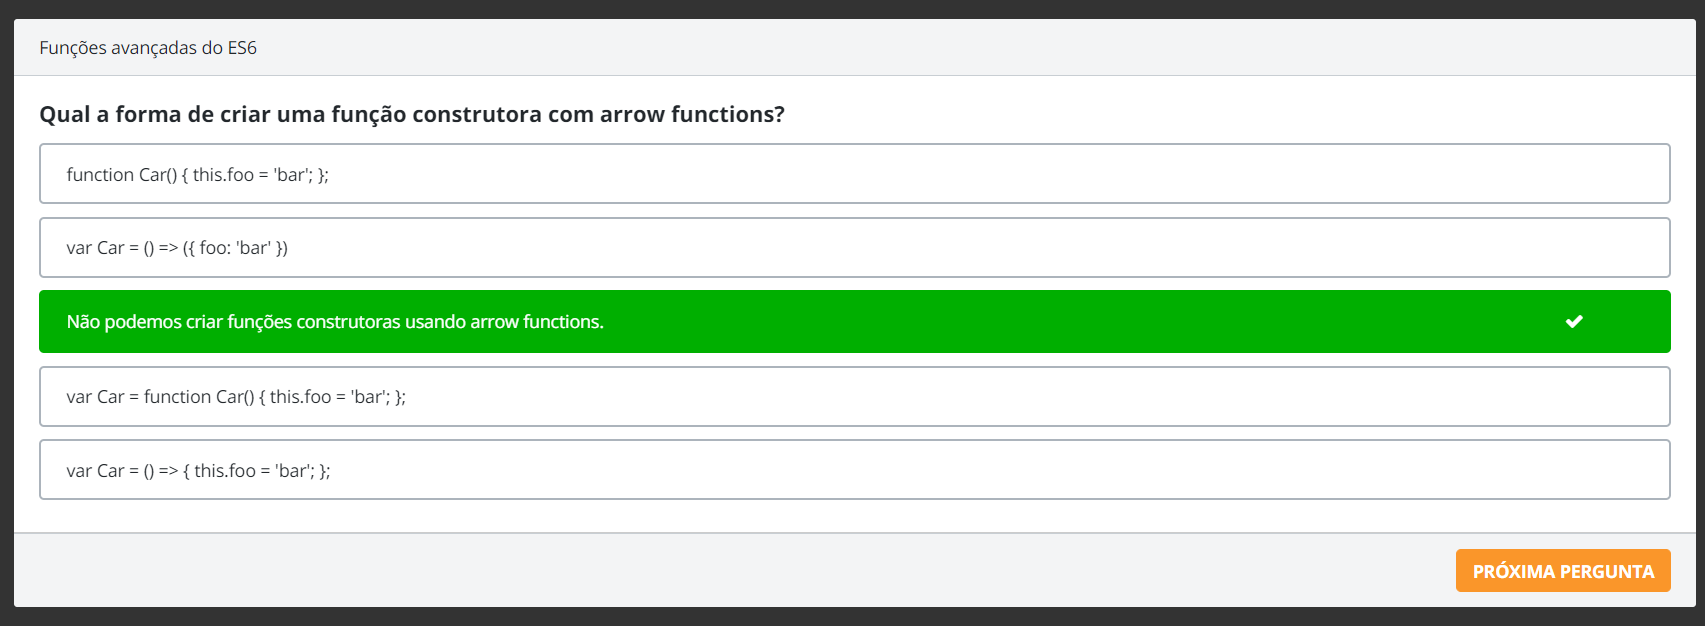 Funções avançadas do ES6
Qual a forma de criar uma função construtora com arrow functions?
function Car() { this.foo = 'bar'; };
var Car = () => ({ foo: 'bar' })
Não podemos criar funções construtoras usando arrow functions.
var Car = function Car() { this.foo = 'bar'; };
var Car = () => { this.foo = 'bar'; };
PRÓXIMA PERGUNTA